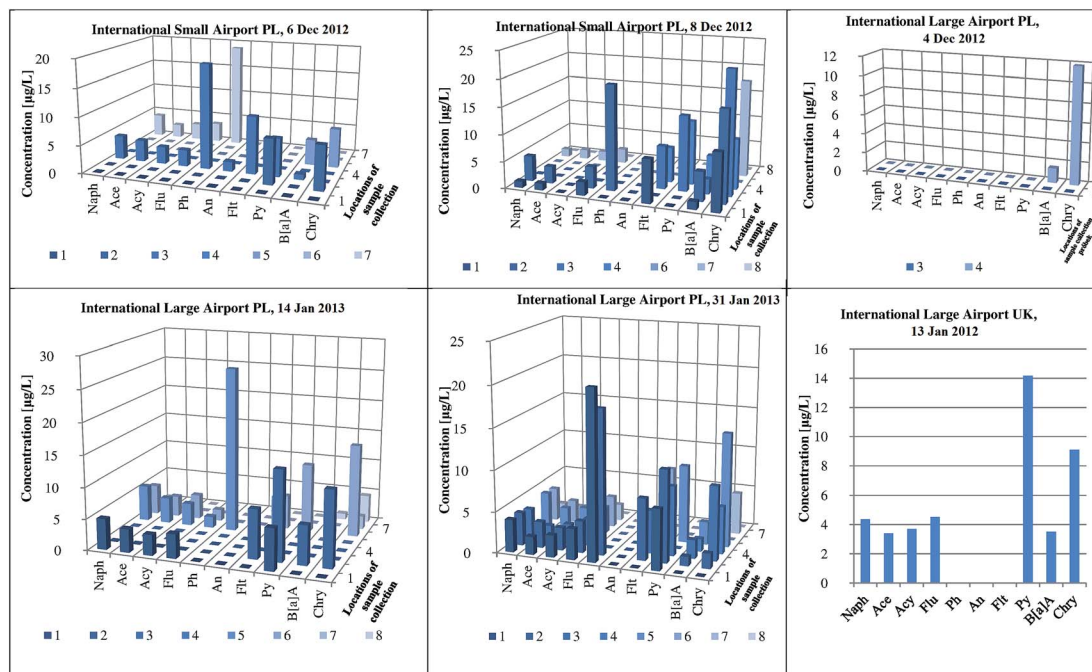 International Small Airport PL, 6 Dec 2012
Concentration [µg/L]
20
15
10
5
0
Naph
Ace
Acy
Flu
Ph
An
Flt
Py
B[a]A
Chry
1
4
7
Locations of
sample
collection
1 2 3 4 5 6 7
International Small Airport PL, 8 Dec 2012
Concentration [µg/L]
25
20
15
10
5
0
Naph
Ace
Acy
Flu
Ph
An
Flt
Py
B[a]A
Chry
1
4
8
Locations of
sample
collection
1 2 3 4 6 7 8
International Large Airport PL,
4 Dec 2012
Concentration [µg/L]
12
10
8
6
4
2
0
Naph
Ace
Acy
Flu
Ph
An
Flt
Py
B[a]A
Chry
Locations of
sample collection
3 4
International Large Airport PL, 14 Jan 2013
Concentration [µg/L]
30
25
20
15
10
5
0
Naph
Ace
Acy
Flu
Ph
An
Flt
Py
B[a]A
Chry
1
4
7
Locations of
sample
collection
1 2 3 4 5 6 7 8
International Large Airport PL, 31 Jan 2013
Concentration [µg/L]
25
20
15
10
5
0
Naph
Ace
Acy
Flu
Ph
An
Flt
Py
B[a]A
Chry
1
4
7
Locations of
sample
collection
1 2 3 4 5 6 7 8
International Large Airport UK,
13 Jan 2012
Concentration [µg/L]
16
14
12
10
8
6
4
2
0
Naph
Ace
Acy
Flu
Ph
An
Flt
Py
B[a]A
Chry